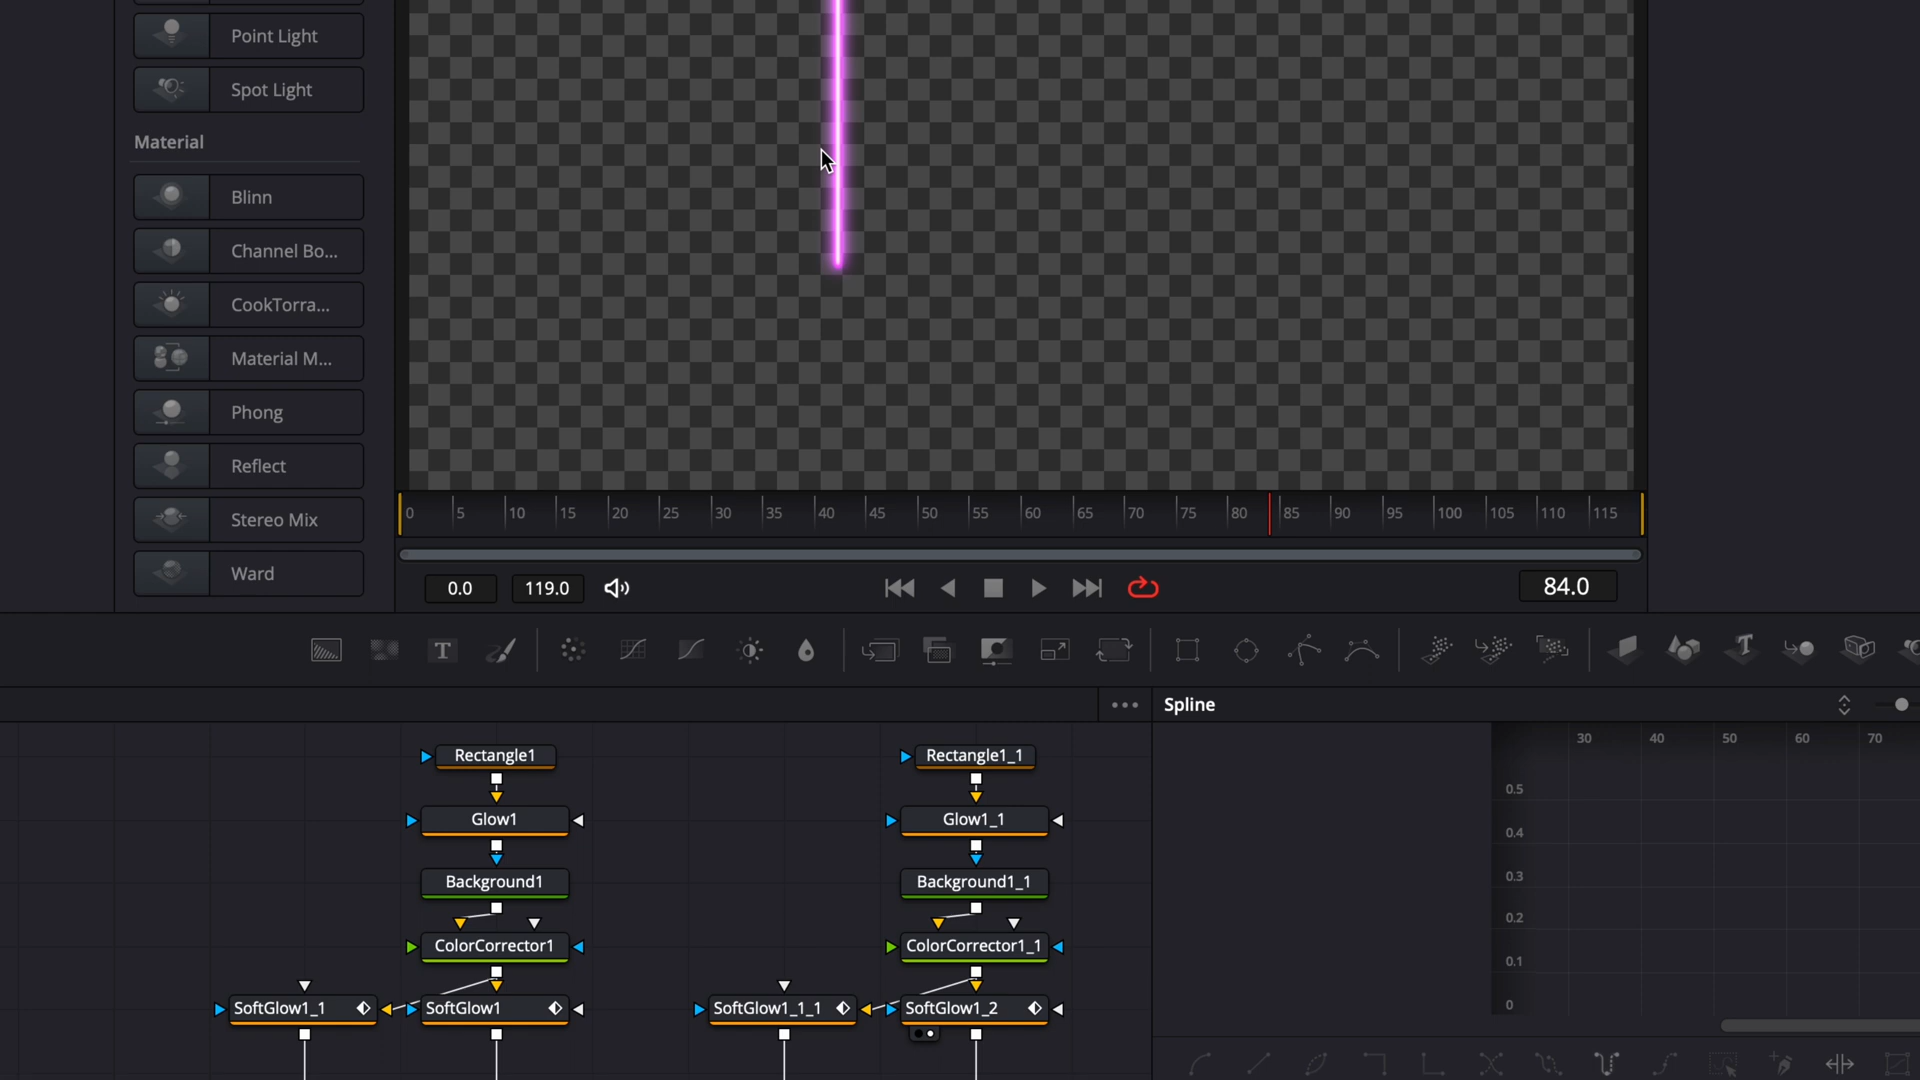 Point Light
Spot Light
Material
Blinn
Channel Bo...
CookTorra...
Material M...
Phong
Reflect
Stereo Mix
Ward
0 5 10 15 20 25 30 35 40 45 50 55 60 65 70 75 80 85 90 95 100 105 110 115
0.0 119.0 84.0
T
Spline
30 40 50 60 70
0.5
0.4
0.3
0.2
0.1
0
Rectangle1 Rectangle1_1
Glow1 Glow1_1
Background1 Background1_1
ColorCorrector1 ColorCorrector1_1
SoftGlow1_1 SoftGlow1 SoftGlow1_1_1 SoftGlow1_2